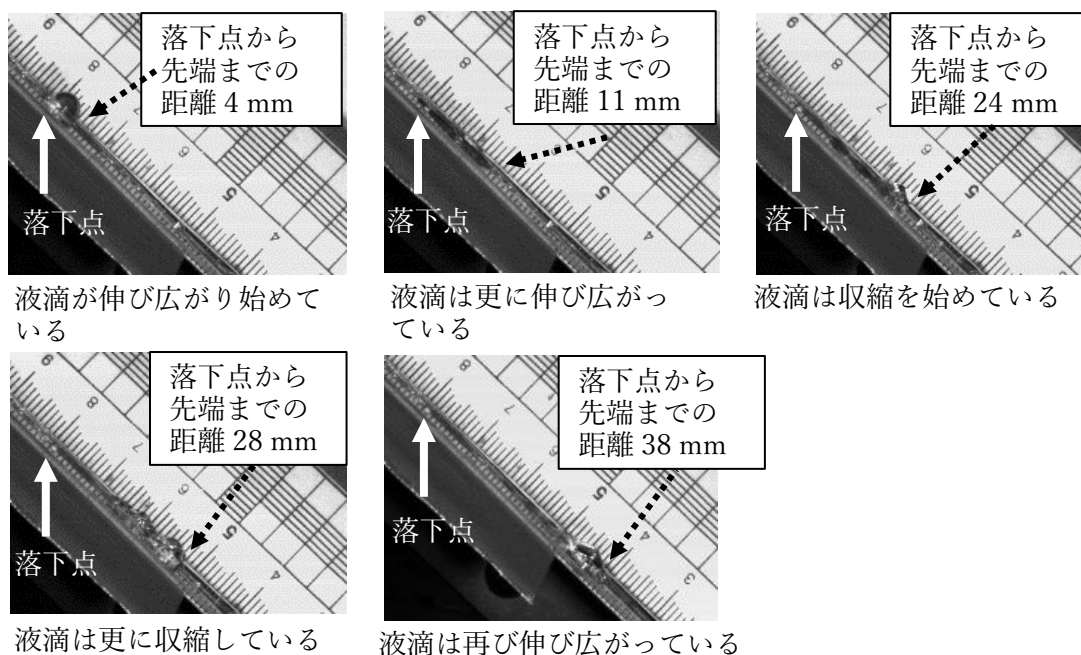 落下点から
先端までの
距離 4 mm
落下点
液滴が伸び広がり始めて
いる
落下点から
先端までの
距離 11 mm
落下点
液滴は更に伸び広がっ
ている
落下点から
先端までの
距離 24 mm
落下点
液滴は収縮を始めている
落下点から
先端までの
距離 28 mm
落下点
液滴は更に収縮している
落下点から
先端までの
距離 38 mm
落下点
液滴は再び伸び広がっている